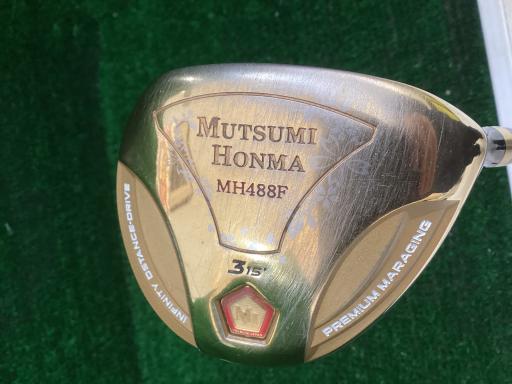 MUTSUMI
HONMA
MH488F
3 15°
INFINITY DISTANCE-DRIVE
PREMIUM MARAGING